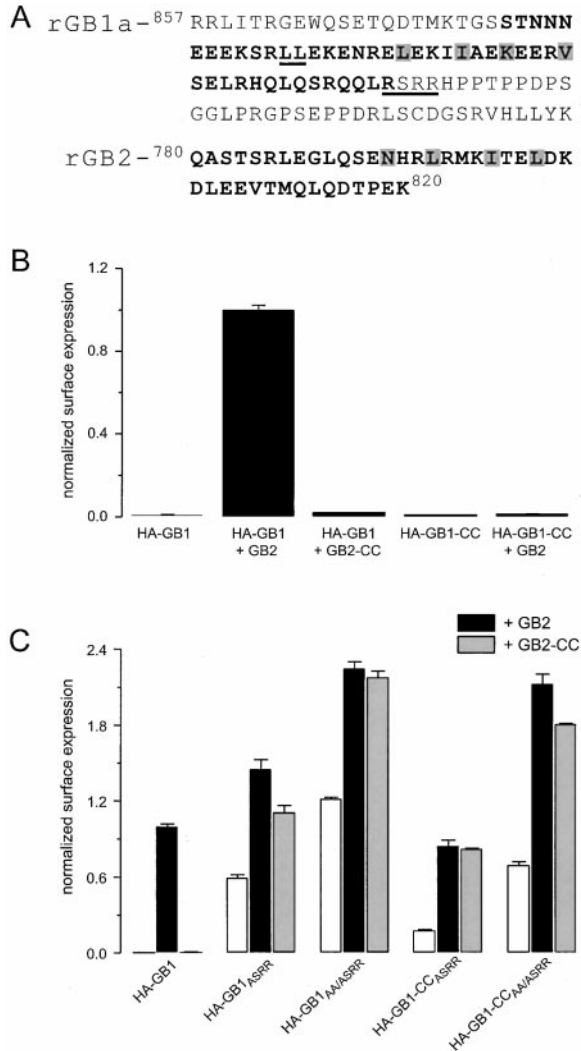 A
rGB1a-857 RRLITRGEWQSETQDTMKTGSSTNNN
EEEKSRLLEKENRELEKIIAEKEERV
SELRHQLQSRQQLRSRRHPPTPPDPS
GGLPRGPSEPPDRLSCDGSRVHLLYK
rGB2-780 QASTSRLEGLQSENHRLRMKITELDK
DLEEVTMQLQDTPEK820
B
normalized surface expression
1.2
0.8
0.4
0.0
HA-GB1
HA-GB1 + GB2
HA-GB1 + GB2-CC
HA-GB1-CC
HA-GB1-CC + GB2
C
+ GB2
+ GB2-CC
normalized surface expression
2.4
1.8
1.2
0.6
0.0
HA-GB1
HA-GB1ASRR
HA-GB1AA/ASRR
HA-GB1-CCASRR
HA-GB1-CCAA/ASRR